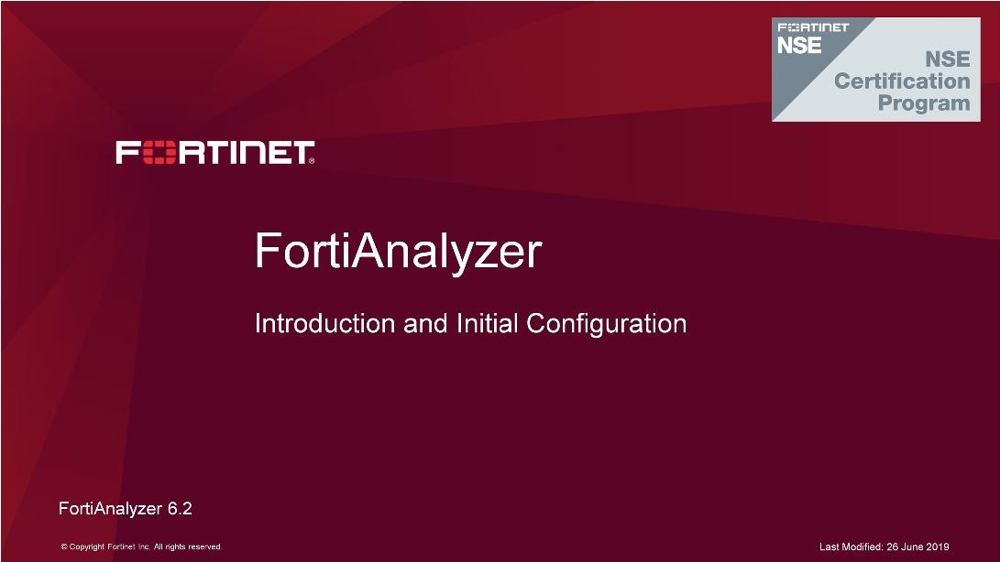 FORTINET
NSE
NSE
Certification
Program
FORTINET®
FortiAnalyzer
Introduction and Initial Configuration
FortiAnalyzer 6.2
© Copyright Fortinet Inc. All rights reserved.
Last Modified: 26 June 2019